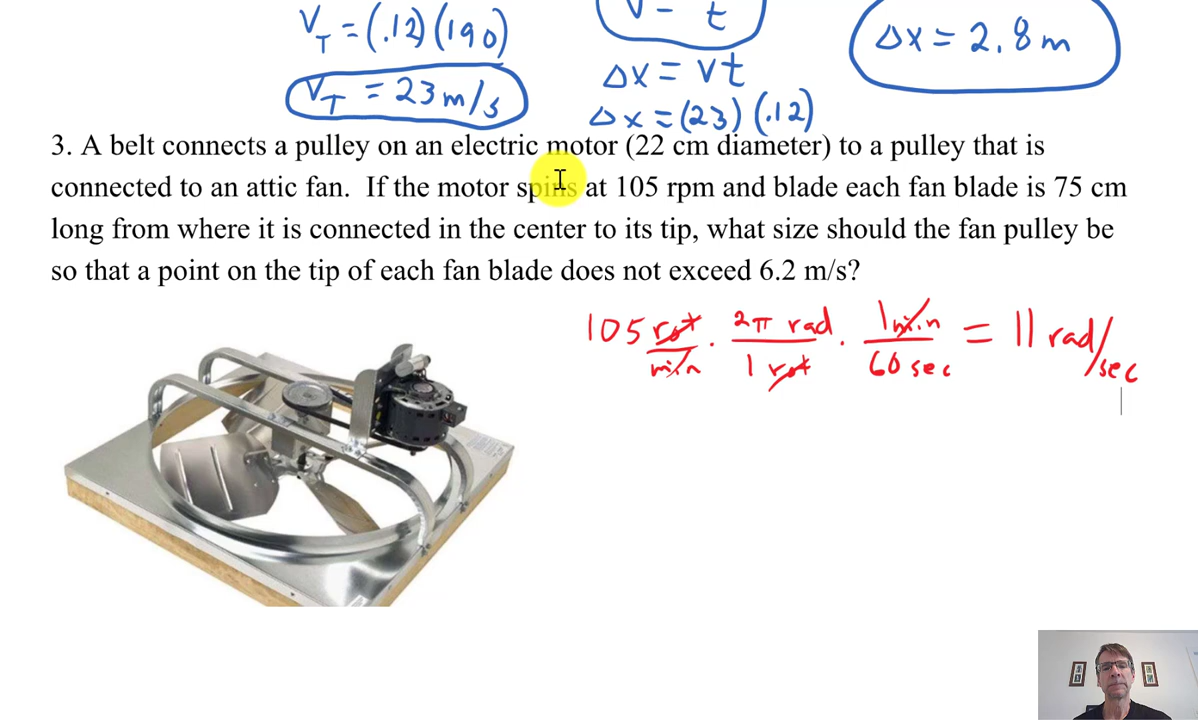 V_T = (.12)(190)
V_T = 23 m/s
V = t
Δx = vt
Δx = (23)(.12)
Δx = 2.8 m
3. A belt connects a pulley on an electric motor (22 cm diameter) to a pulley that is
connected to an attic fan. If the motor spins at 105 rpm and blade each fan blade is 75 cm
long from where it is connected in the center to its tip, what size should the fan pulley be
so that a point on the tip of each fan blade does not exceed 6.2 m/s?
105 rot/min · 2π rad/1 rot · 1 min/60 sec = 11 rad/sec